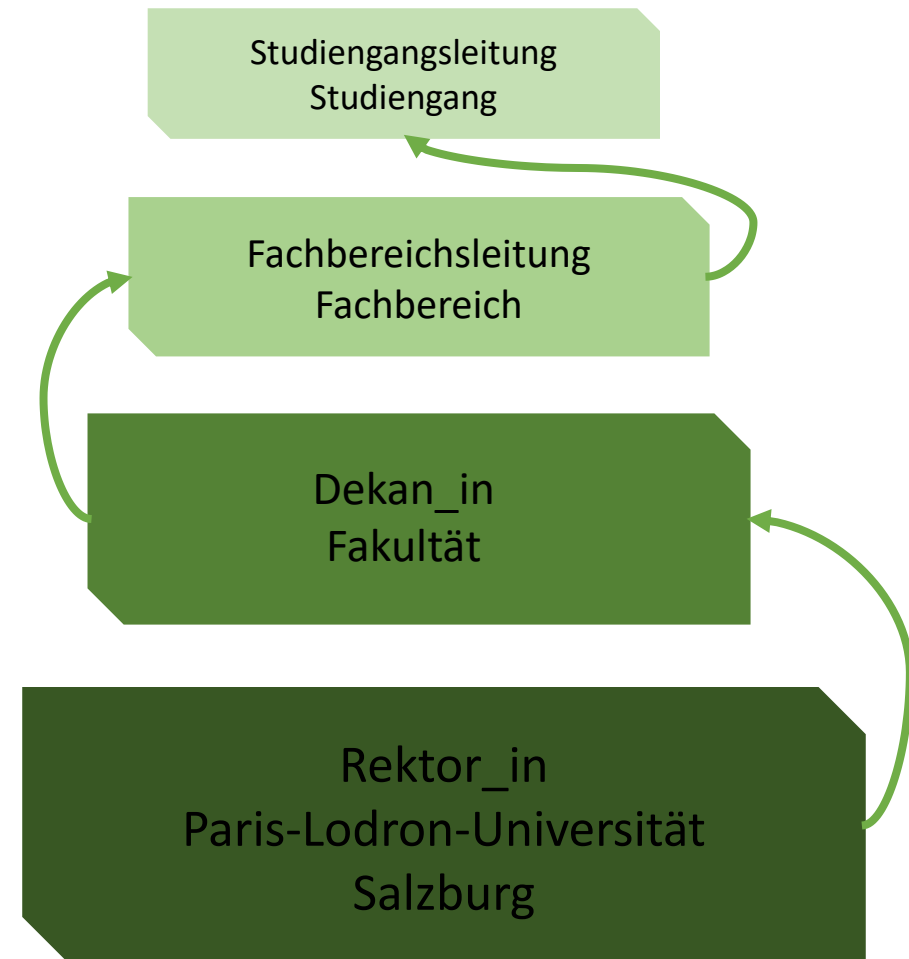 Studiengangsleitung
Studiengang
Fachbereichsleitung
Fachbereich
Dekan_in
Fakultät
Rektor_in
Paris-Lodron-Universität
Salzburg